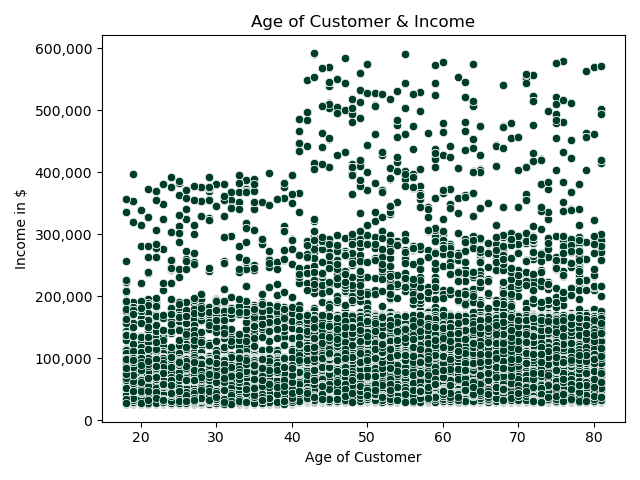 Age of Customer & Income
600,000
500,000
400,000
300,000
200,000
100,000
0
Income in $
20 30 40 50 60 70 80
Age of Customer